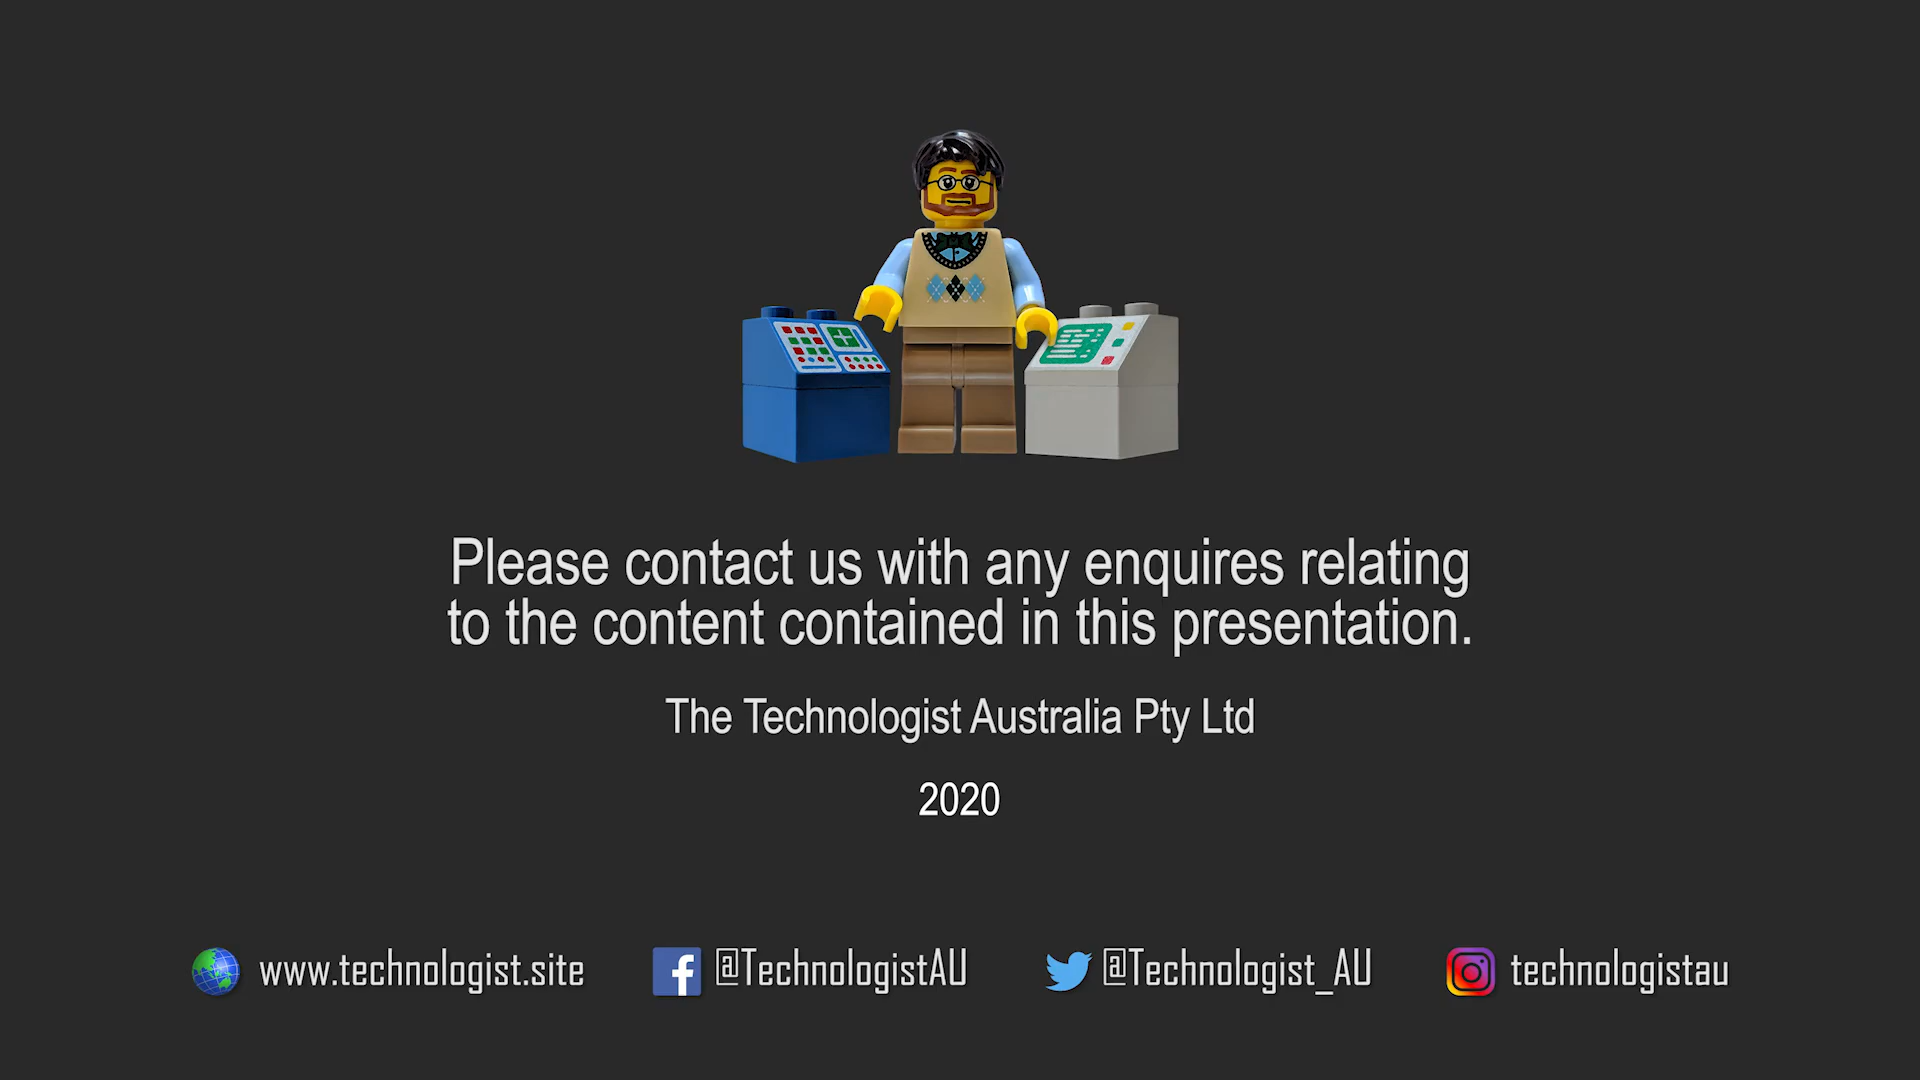 Please contact us with any enquires relating
to the content contained in this presentation.
The Technologist Australia Pty Ltd
2020
www.technologist.site
@TechnologistAU
@Technologist_AU
technologistau